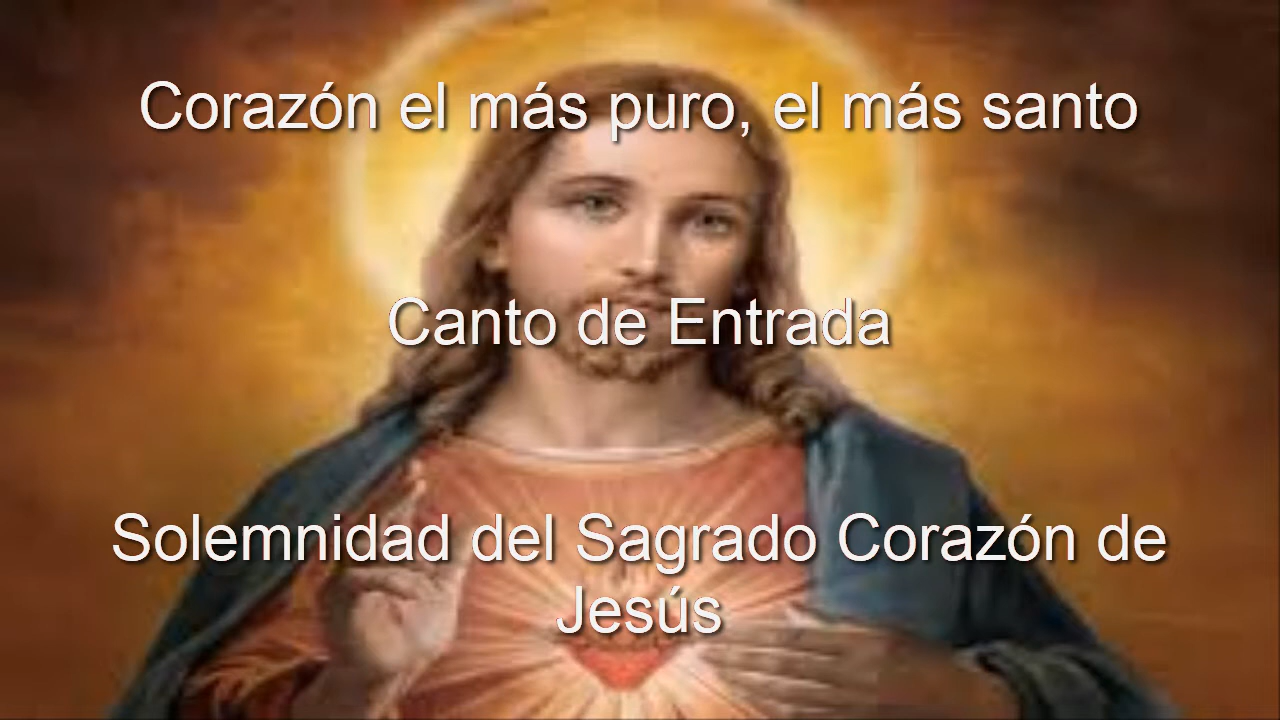 Corazón el más puro, el más santo
Canto de Entrada
Solemnidad del Sagrado Corazón de
Jesús